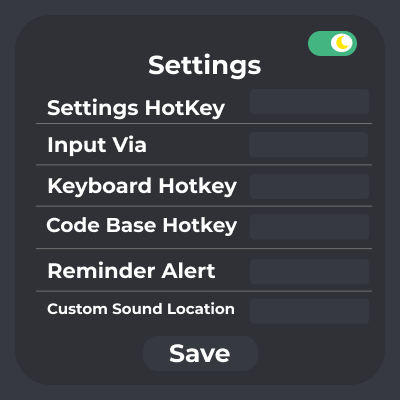 Settings
Settings HotKey
Input Via
Keyboard Hotkey
Code Base Hotkey
Reminder Alert
Custom Sound Location
Save